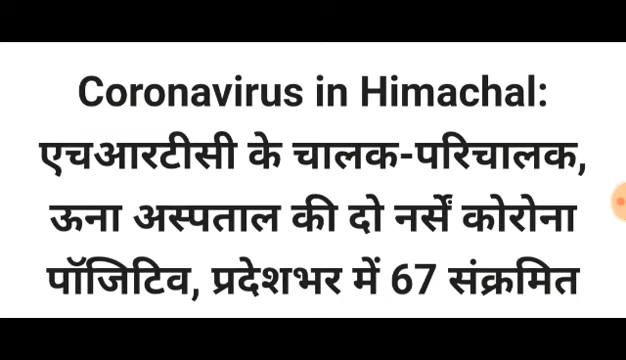 Coronavirus in Himachal:
एचआरटीसी के चालक-परिचालक,
ऊना अस्पताल की दो नर्सें कोरोना
पॉजिटिव, प्रदेशभर में 67 संक्रमित